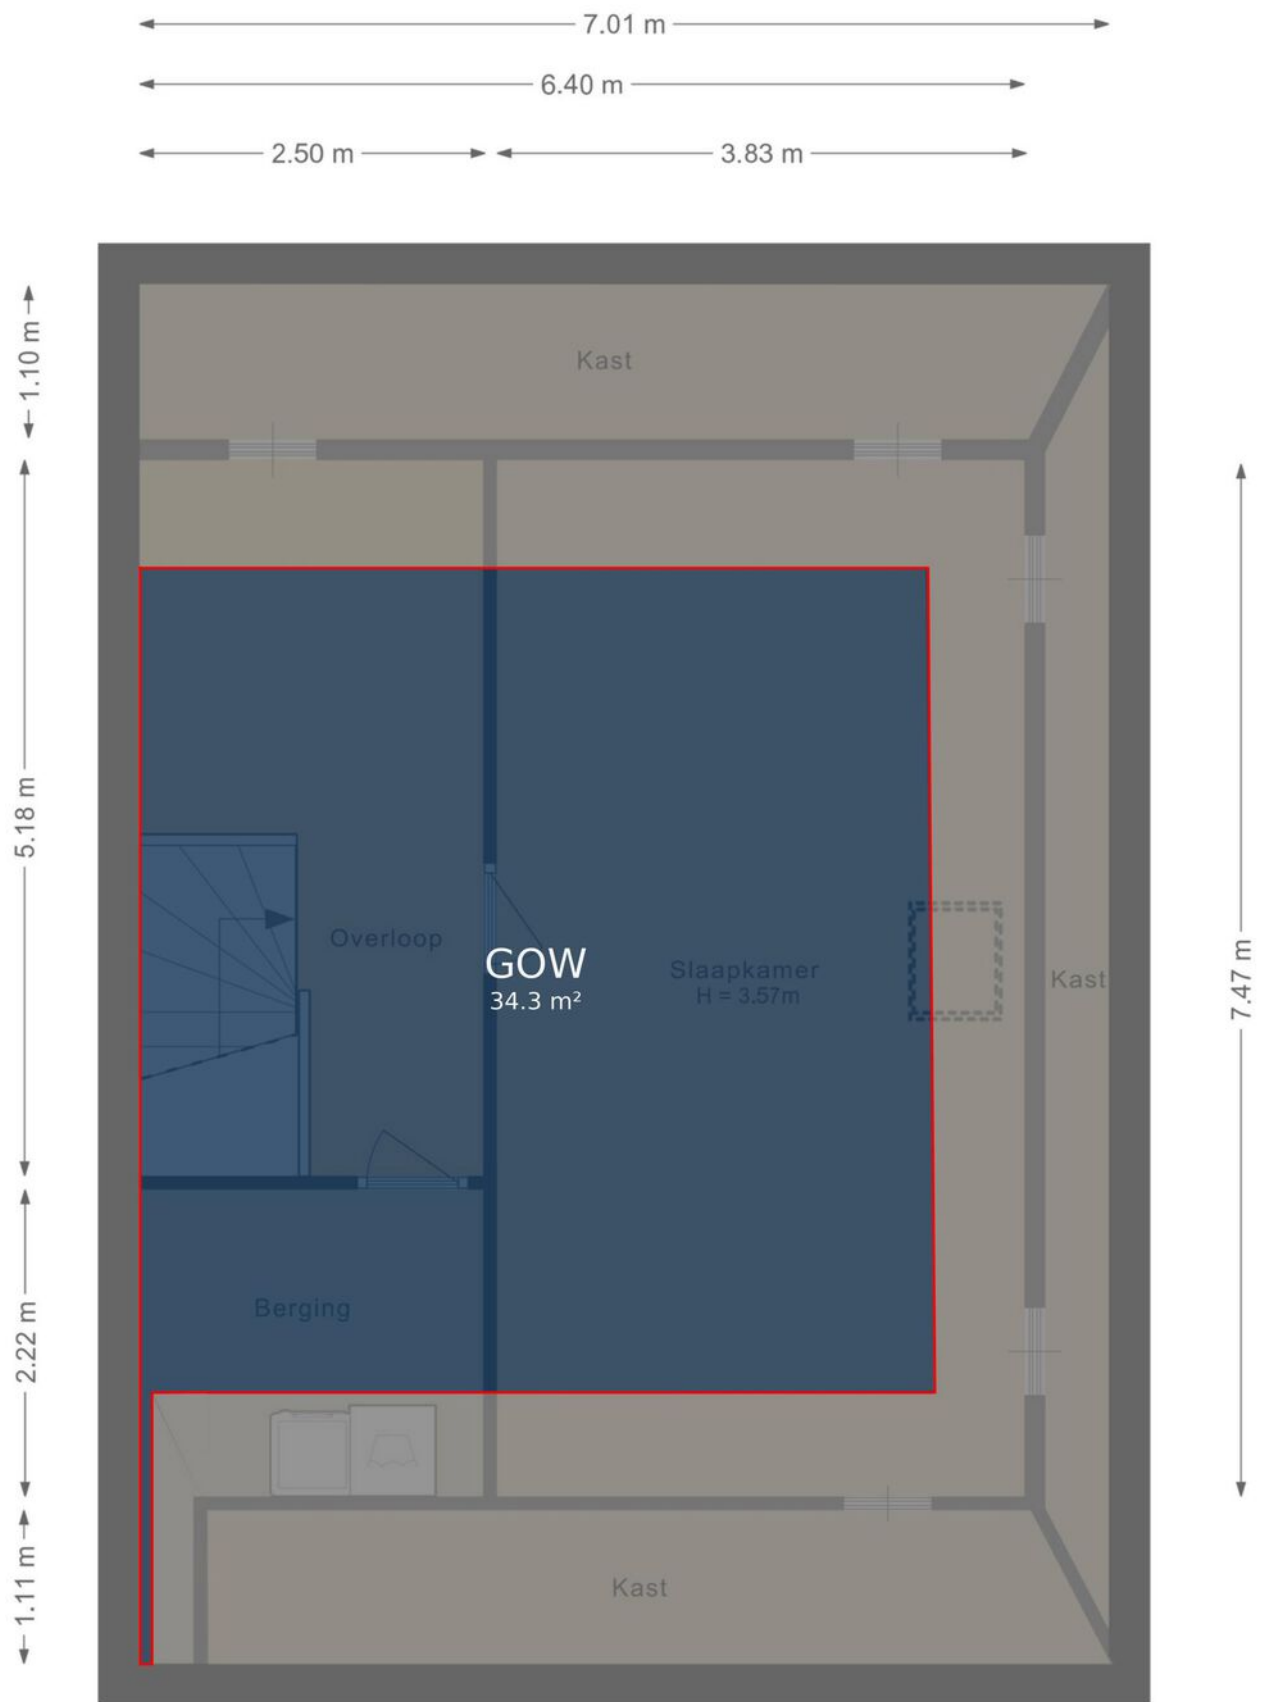 7.01 m
6.40 m
2.50 m
3.83 m
1.10 m
Kast
5.18 m
Overloop
GOW
34.3 m²
Slaapkamer
H = 3.57m
Kast
7.47 m
Berging
2.22 m
1.11 m
Kast